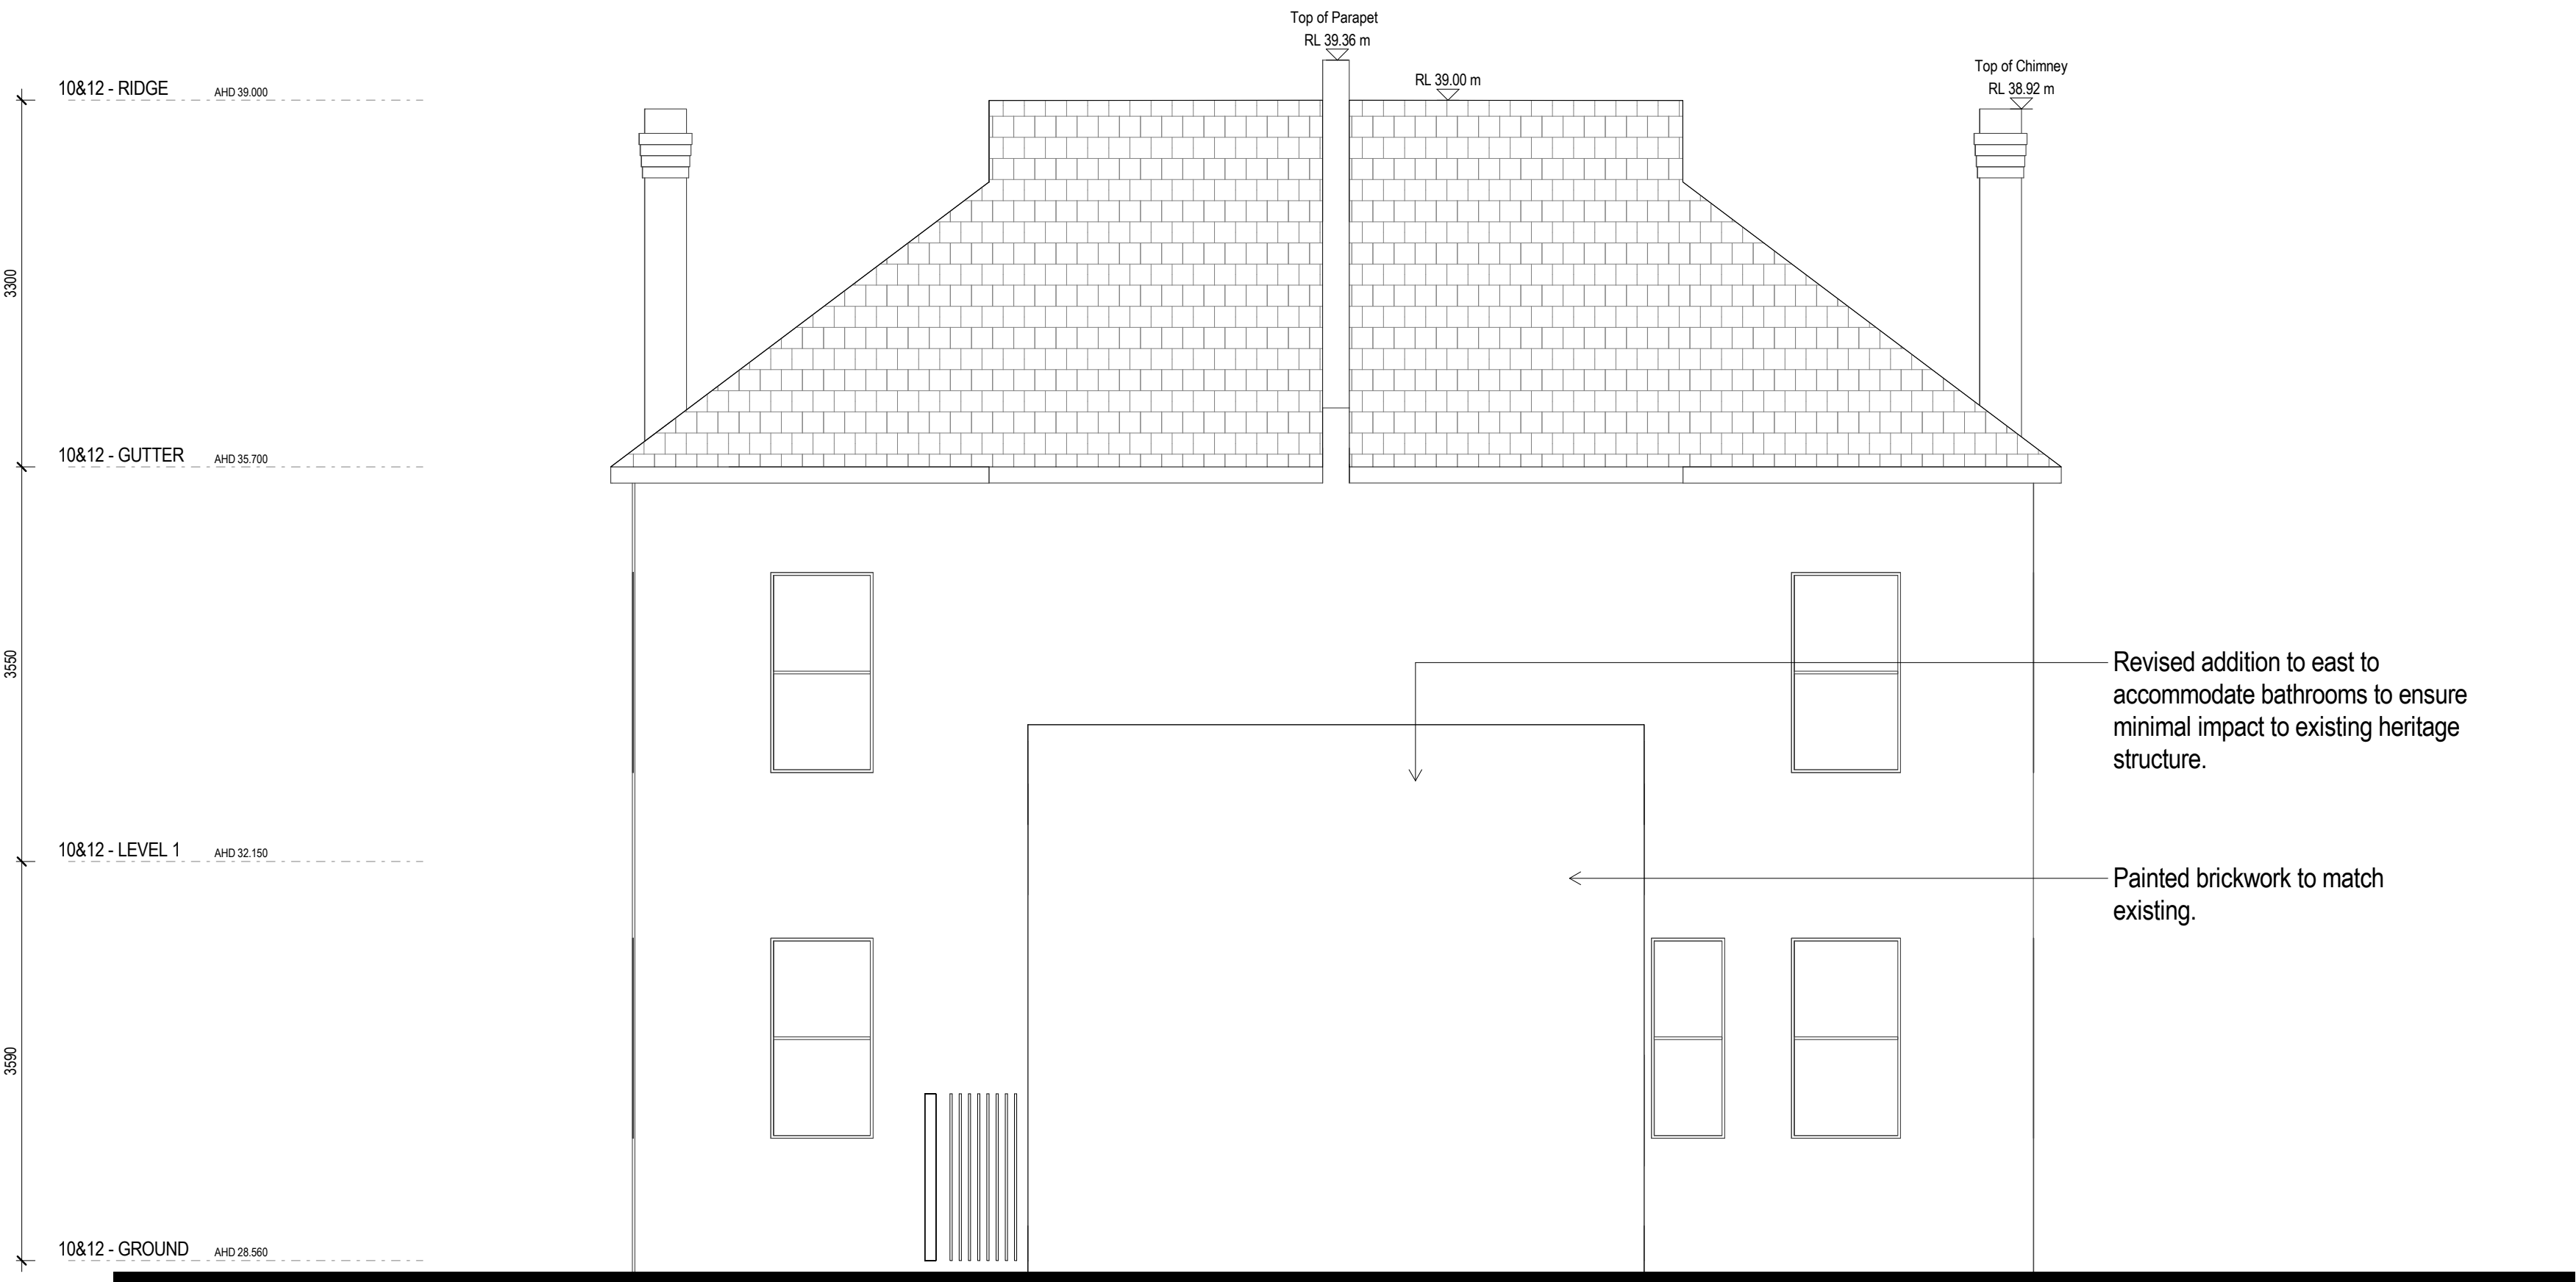 Top of Parapet
RL 39.36 m
RL 39.00 m
Top of Chimney
RL 38.92 m
10&12 - RIDGE AHD 39.000
3300
10&12 - GUTTER AHD 35.700
3550
Revised addition to east to
accommodate bathrooms to ensure
minimal impact to existing heritage
structure.
10&12 - LEVEL 1 AHD 32.150
Painted brickwork to match
existing.
3590
10&12 - GROUND AHD 28.560